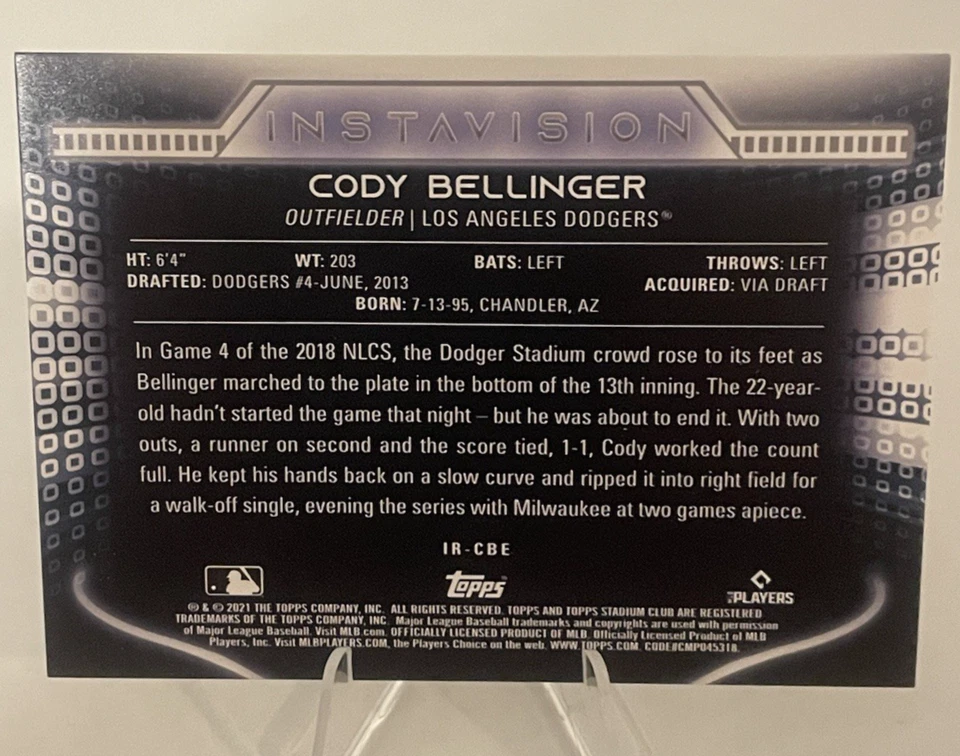 INSTAVISION
CODY BELLINGER
OUTFIELDER | LOS ANGELES DODGERS®
HT: 6'4" WT: 203 BATS: LEFT THROWS: LEFT
DRAFTED: DODGERS #4-JUNE, 2013 ACQUIRED: VIA DRAFT
BORN: 7-13-95, CHANDLER, AZ
In Game 4 of the 2018 NLCS, the Dodger Stadium crowd rose to its feet as
Bellinger marched to the plate in the bottom of the 13th inning. The 22-year-
old hadn't started the game that night – but he was about to end it. With two
outs, a runner on second and the score tied, 1-1, Cody worked the count
full. He kept his hands back on a slow curve and ripped it into right field for
a walk-off single, evening the series with Milwaukee at two games apiece.
IR-CBE
topps PLAYERS
® & © 2021 THE TOPPS COMPANY, INC. ALL RIGHTS RESERVED. TOPPS AND TOPPS STADIUM CLUB ARE REGISTERED
TRADEMARKS OF THE TOPPS COMPANY, INC. Major League Baseball trademarks and copyrights are used with permission
of Major League Baseball. Visit MLB.com. OFFICIALLY LICENSED PRODUCT OF MLB. Officially Licensed Product of MLB
Players, Inc. Visit MLBPLAYERS.COM, the Players Choice on the web. WWW.TOPPS.COM. CODE#CMP045318.